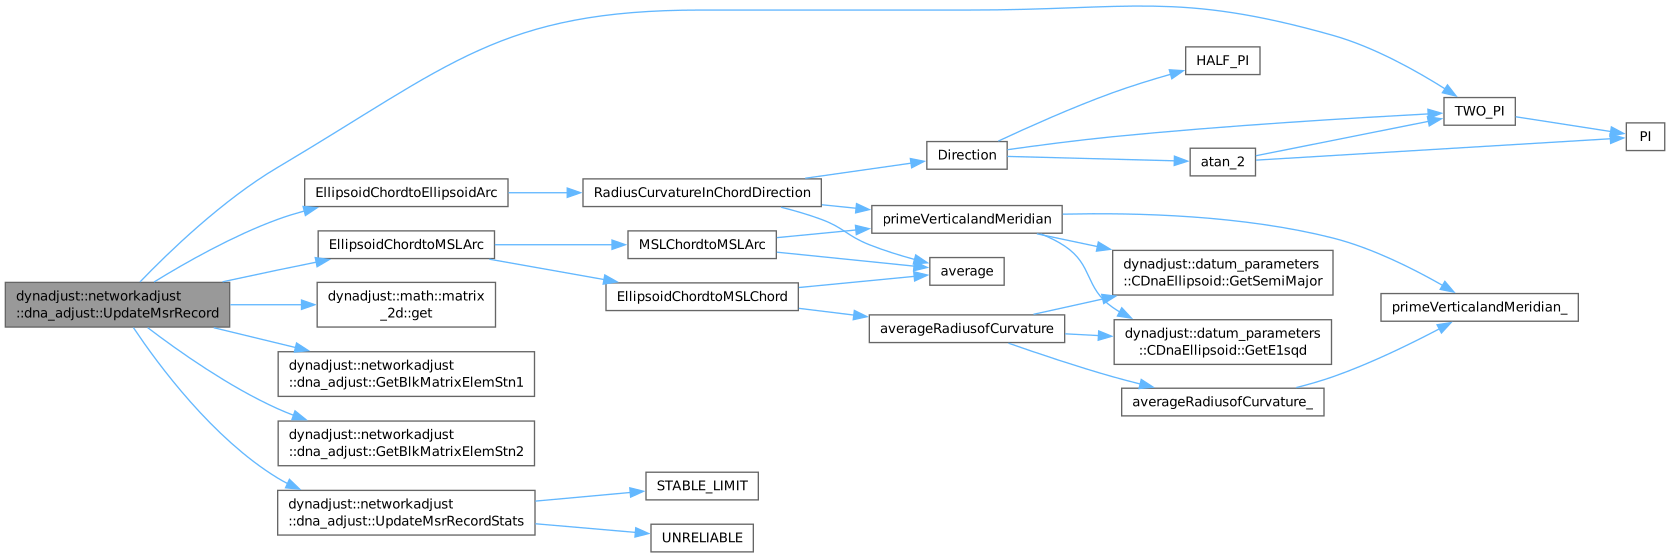 dynadjust::networkadjust
::dna_adjust::UpdateMsrRecord
EllipsoidChordtoEllipsoidArc
EllipsoidChordtoMSLArc
dynadjust::math::matrix
_2d::get
dynadjust::networkadjust
::dna_adjust::GetBlkMatrixElemStn1
dynadjust::networkadjust
::dna_adjust::GetBlkMatrixElemStn2
dynadjust::networkadjust
::dna_adjust::UpdateMsrRecordStats
RadiusCurvatureInChordDirection
MSLChordtoMSLArc
EllipsoidChordtoMSLChord
STABLE_LIMIT
UNRELIABLE
Direction
primeVerticalandMeridian
average
averageRadiusofCurvature
HALF_PI
atan_2
dynadjust::datum_parameters
::CDnaEllipsoid::GetSemiMajor
dynadjust::datum_parameters
::CDnaEllipsoid::GetE1sqd
averageRadiusofCurvature_
TWO_PI
primeVerticalandMeridian_
PI